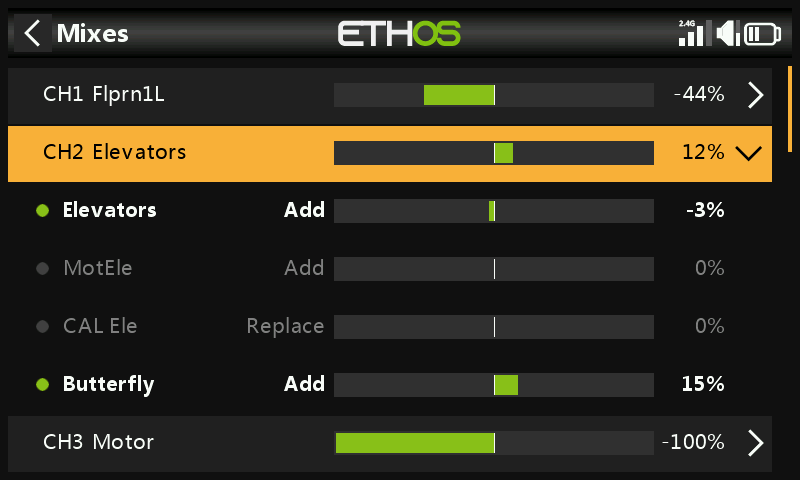 Mixes ETHOS 2.4G
CH1 Flprn1L -44%
CH2 Elevators 12%
Elevators Add -3%
MotEle Add 0%
CAL Ele Replace 0%
Butterfly Add 15%
CH3 Motor -100%